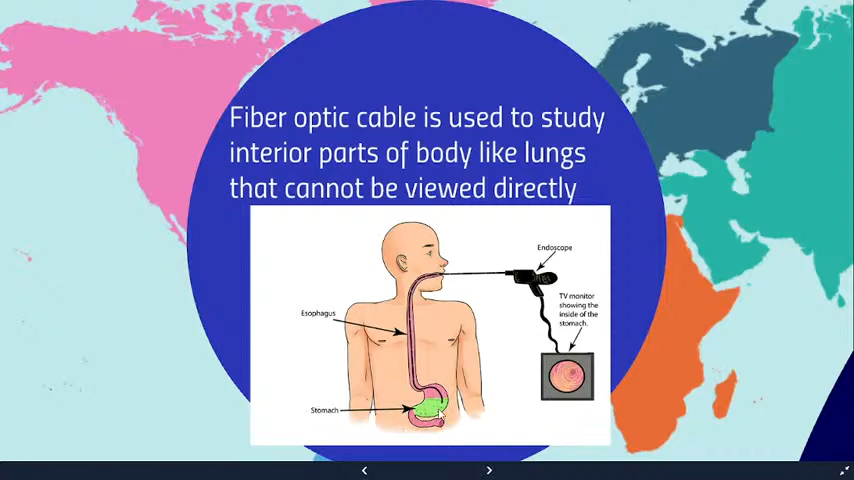 Fiber optic cable is used to study
interior parts of body like lungs
that cannot be viewed directly
Endoscope
TV monitor
showing the
inside of the
stomach.
Esophagus
Stomach